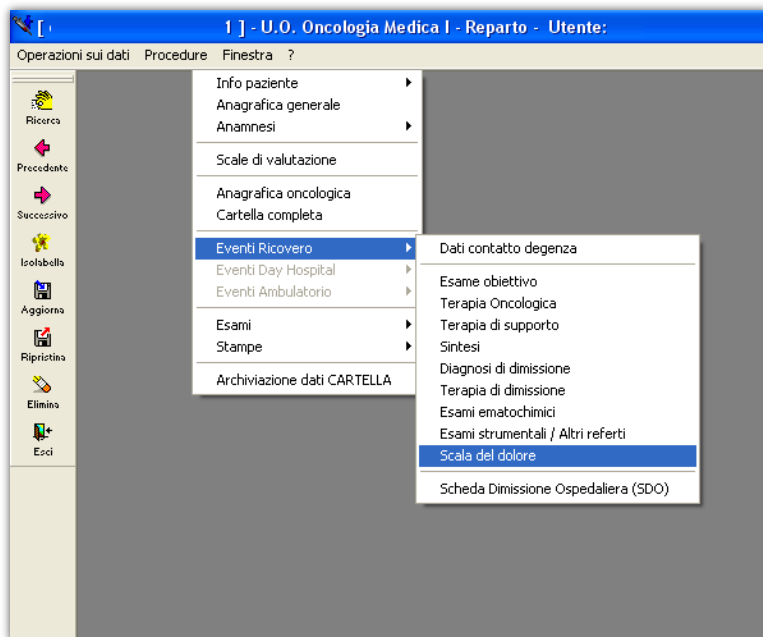 [ 1 ] - U.O. Oncologia Medica I - Reparto - Utente:
Operazioni sui dati Procedure Finestra ?
Ricerca
Precedente
Successivo
Isolabella
Aggiorna
Ripristina
Elimina
Esci
Info paziente
Anagrafica generale
Anamnesi
Scale di valutazione
Anagrafica oncologica
Cartella completa
Eventi Ricovero
Eventi Day Hospital
Eventi Ambulatorio
Esami
Stampe
Archiviazione dati CARTELLA
Dati contatto degenza
Esame obiettivo
Terapia Oncologica
Terapia di supporto
Sintesi
Diagnosi di dimissione
Terapia di dimissione
Esami ematochimici
Esami strumentali / Altri referti
Scala del dolore
Scheda Dimissione Ospedaliera (SDO)